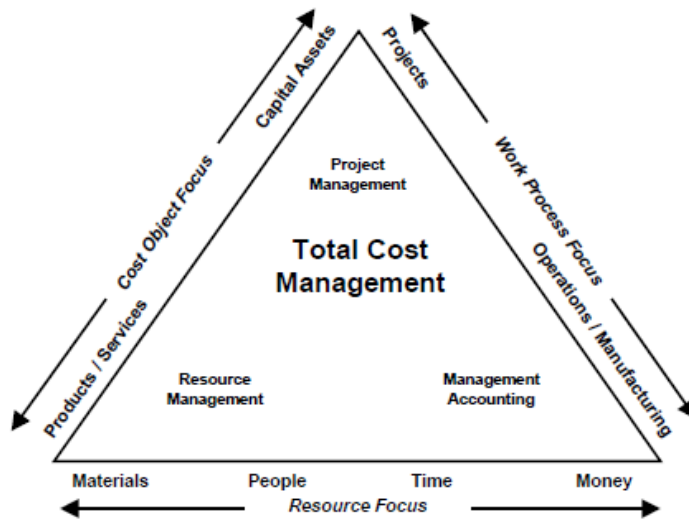 Capital Assets
Cost Object Focus
Products / Services
Projects
Work Process Focus
Operations / Manufacturing
Project
Management
Total Cost
Management
Resource
Management
Management
Accounting
Materials People Time Money
Resource Focus